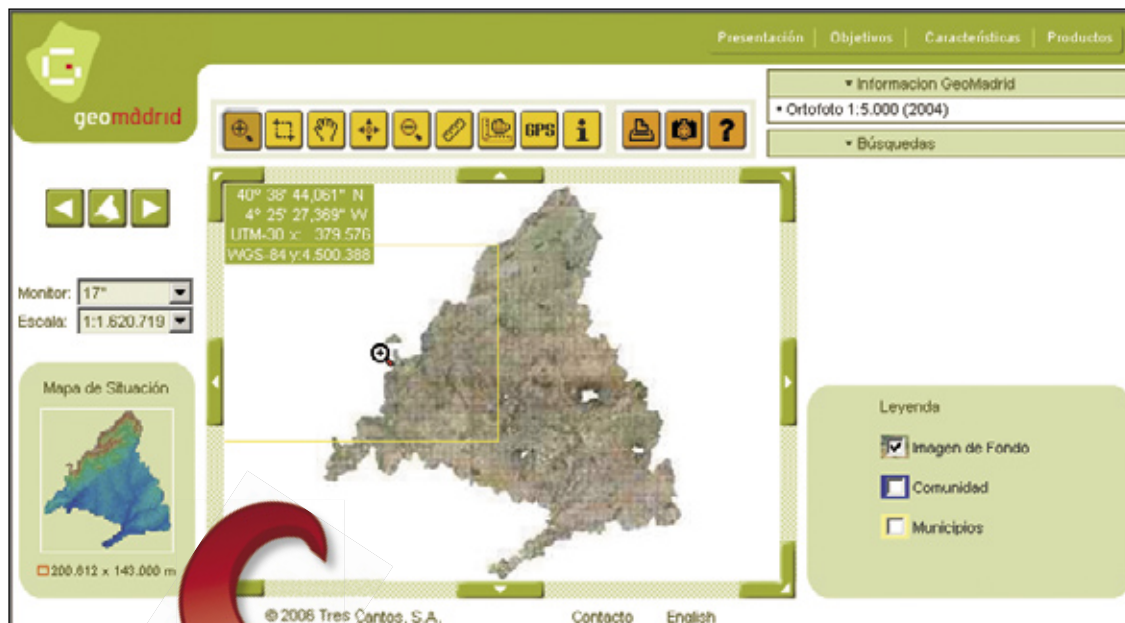 Presentación | Objetivos | Características | Productos
geomadrid
Informacion GeoMadrid
• Ortofoto 1:5.000 (2004)
Búsquedas
GPS i ?
40º 38' 44,061" N
4º 25' 27,369" W
UTM-30 x: 379.576
WGS-84 y:4.500.388
Monitor: 17"
Escala: 1:1.620.719
Mapa de Situación
200.612 x 143.000 m
Leyenda
Imagen de Fondo
Comunidad
Municipios
© 2006 Tres Cantos, S.A. Contacto English